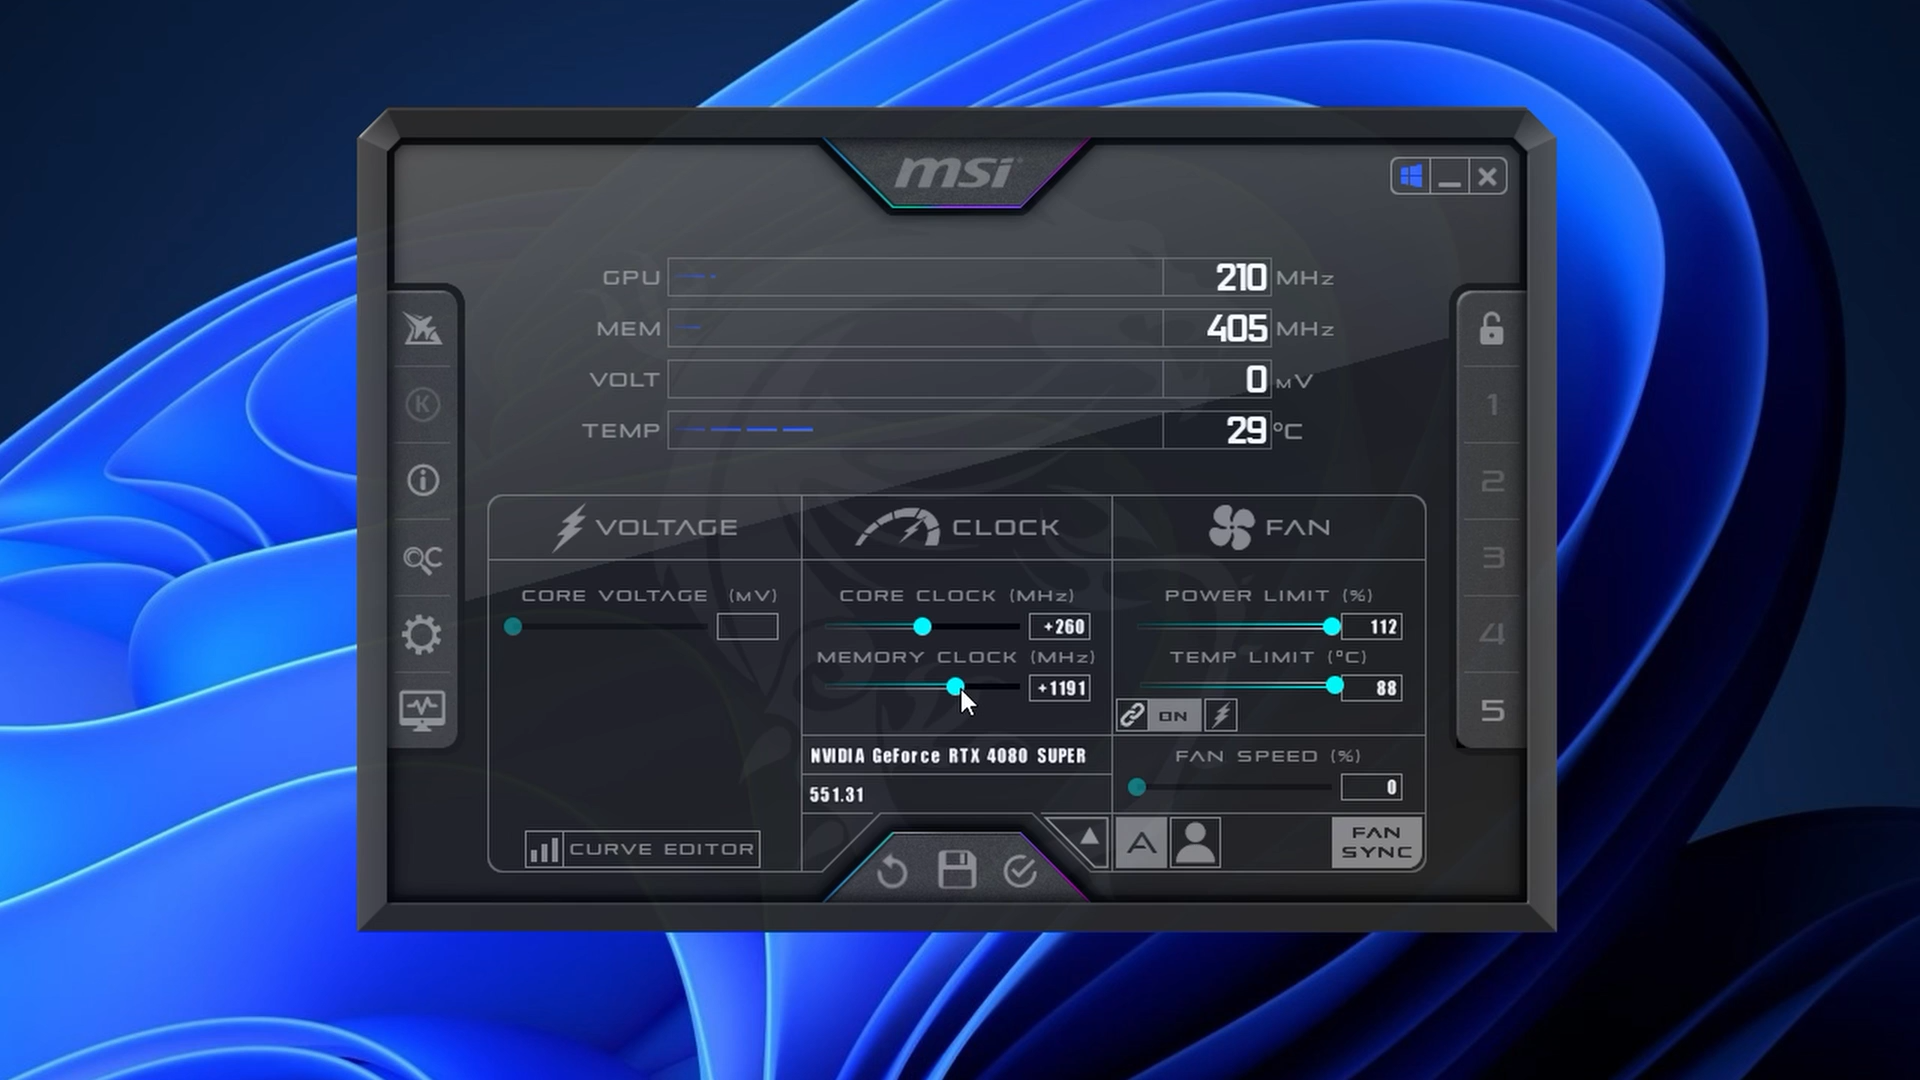 msi
GPU 210 MHz
MEM 405 MHz
VOLT 0 MV
TEMP 29 °C
K
1
2
3
4
5
VOLTAGE
CORE VOLTAGE (MV)
CURVE EDITOR
CLOCK
CORE CLOCK (MHz)
+260
MEMORY CLOCK (MHz)
+1191
NVIDIA GeForce RTX 4080 SUPER
551.31
FAN
POWER LIMIT (%)
112
TEMP LIMIT (°C)
88
ON
FAN SPEED (%)
0
A
FAN
SYNC